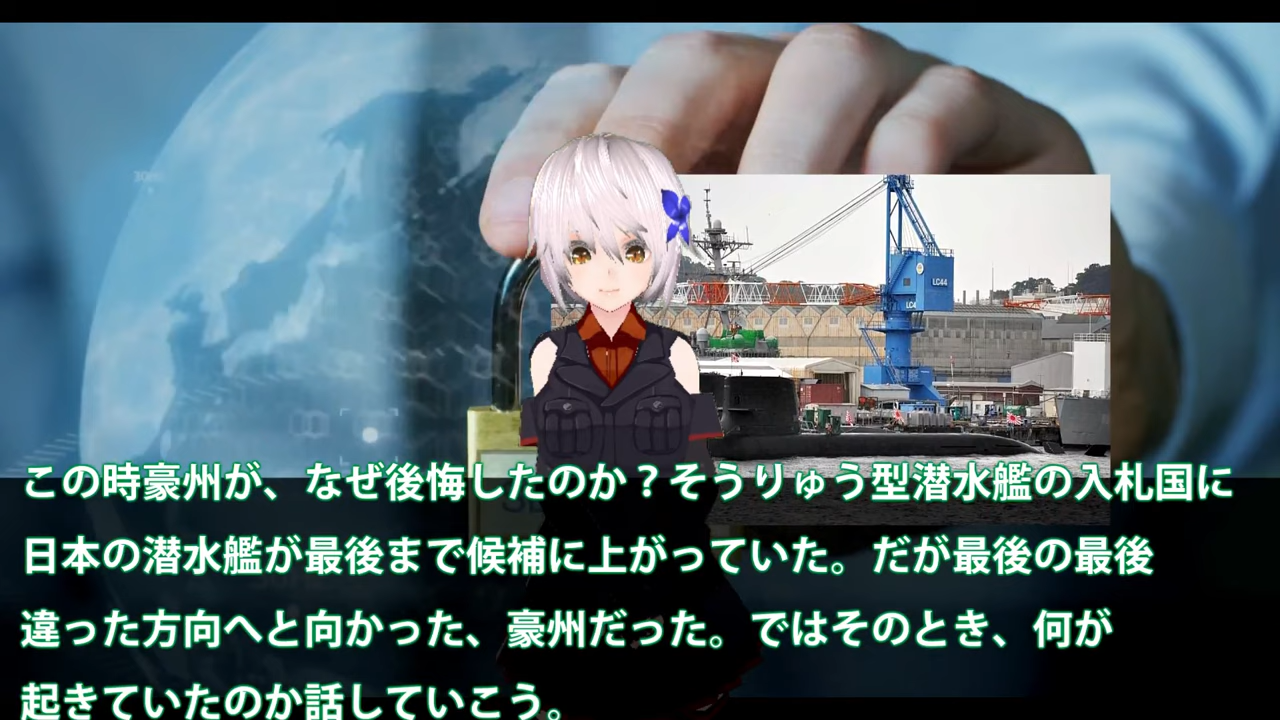 LC44
LC4
この時豪州が、なぜ後悔したのか？そうりゅう型潜水艦の入札国に
日本の潜水艦が最後まで候補に上がっていた。だが最後の最後
違った方向へと向かった、豪州だった。ではそのとき、何が
起きていたのか話していこう。